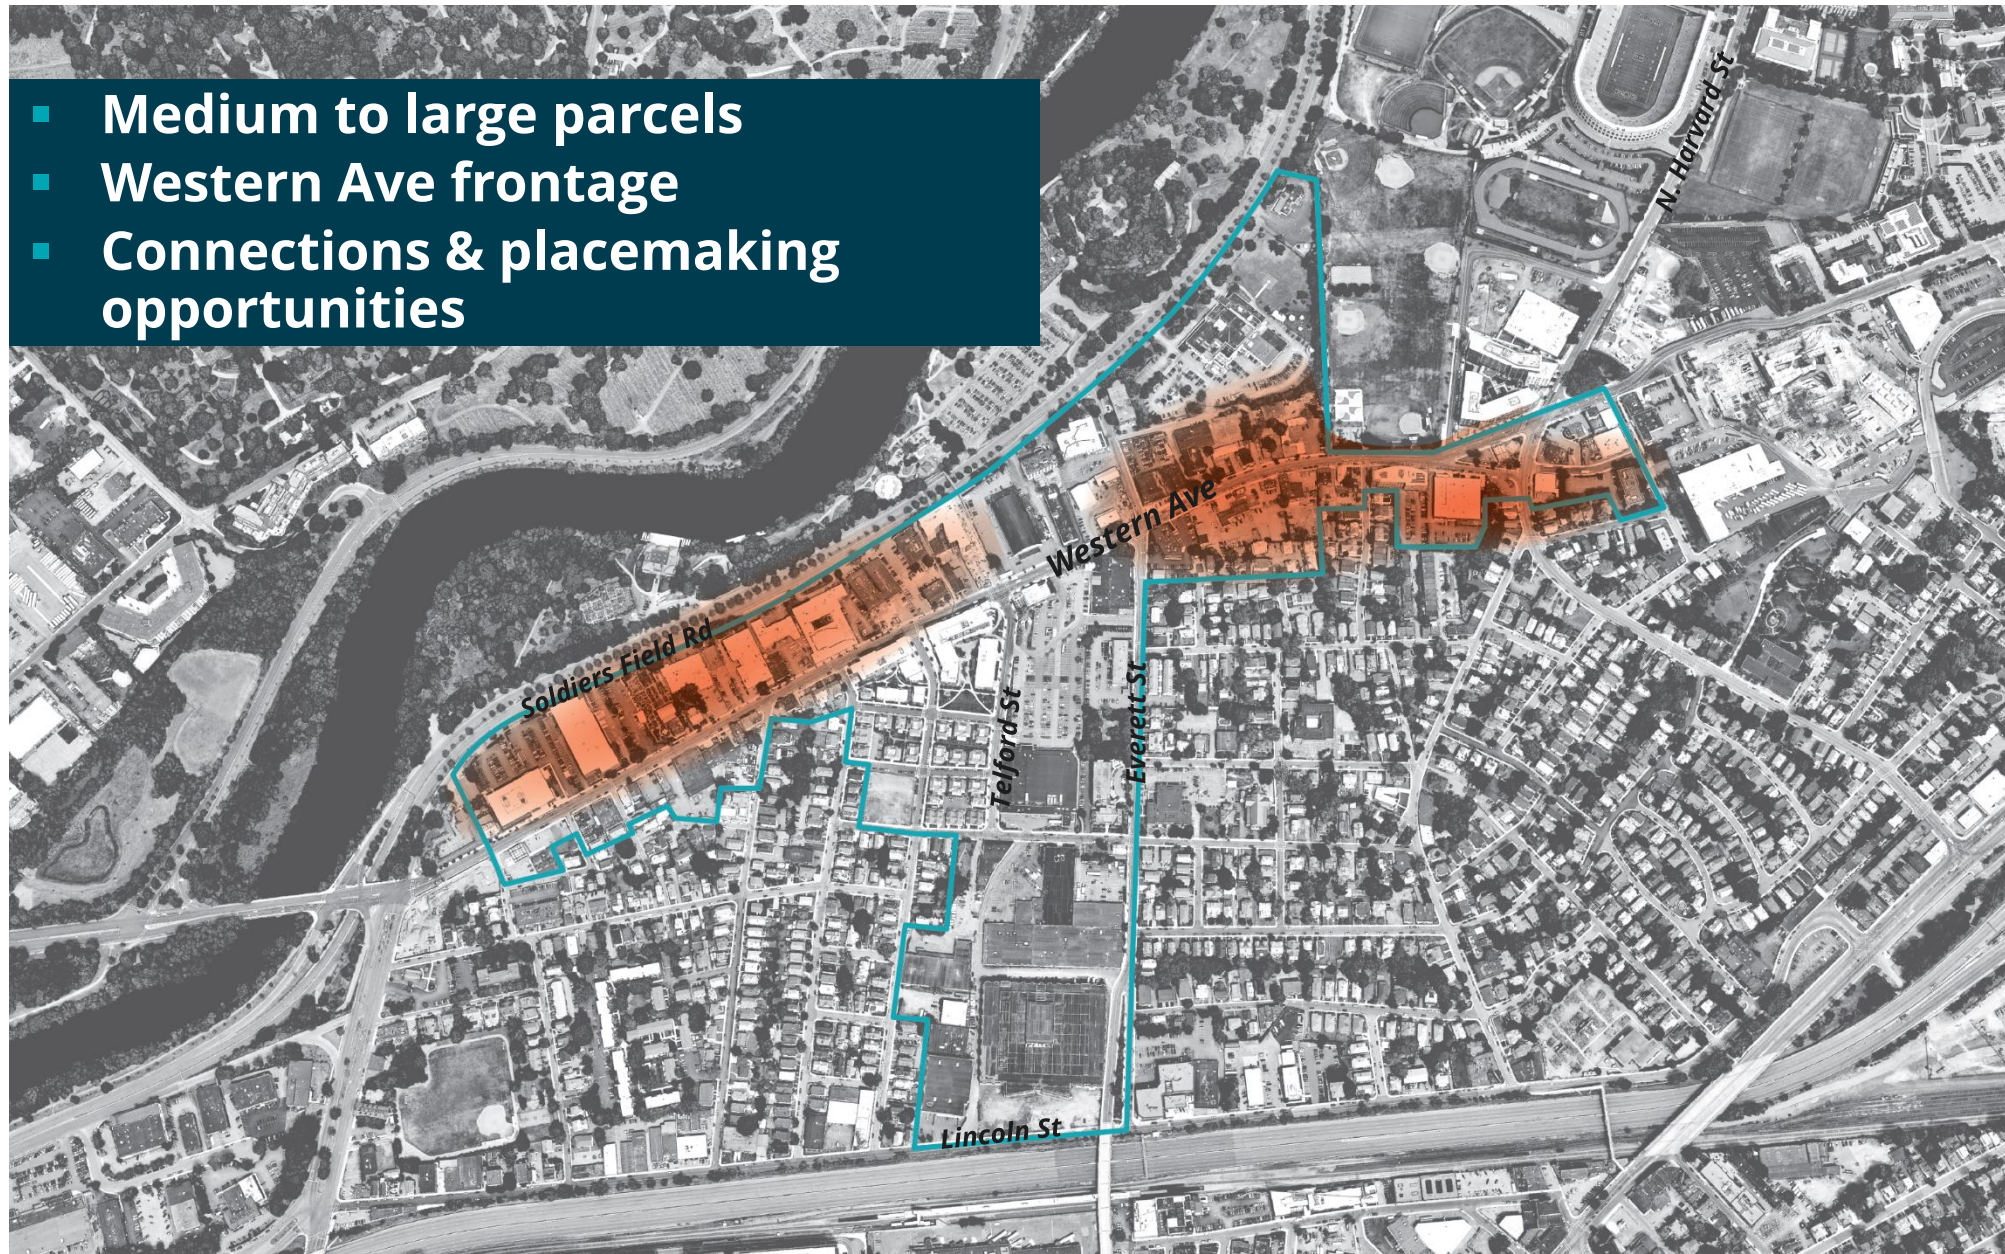 Medium to large parcels
Western Ave frontage
Connections & placemaking
opportunities
N. Harvard St
Western Ave
Soldiers Field Rd
Telford St
Everett St
Lincoln St